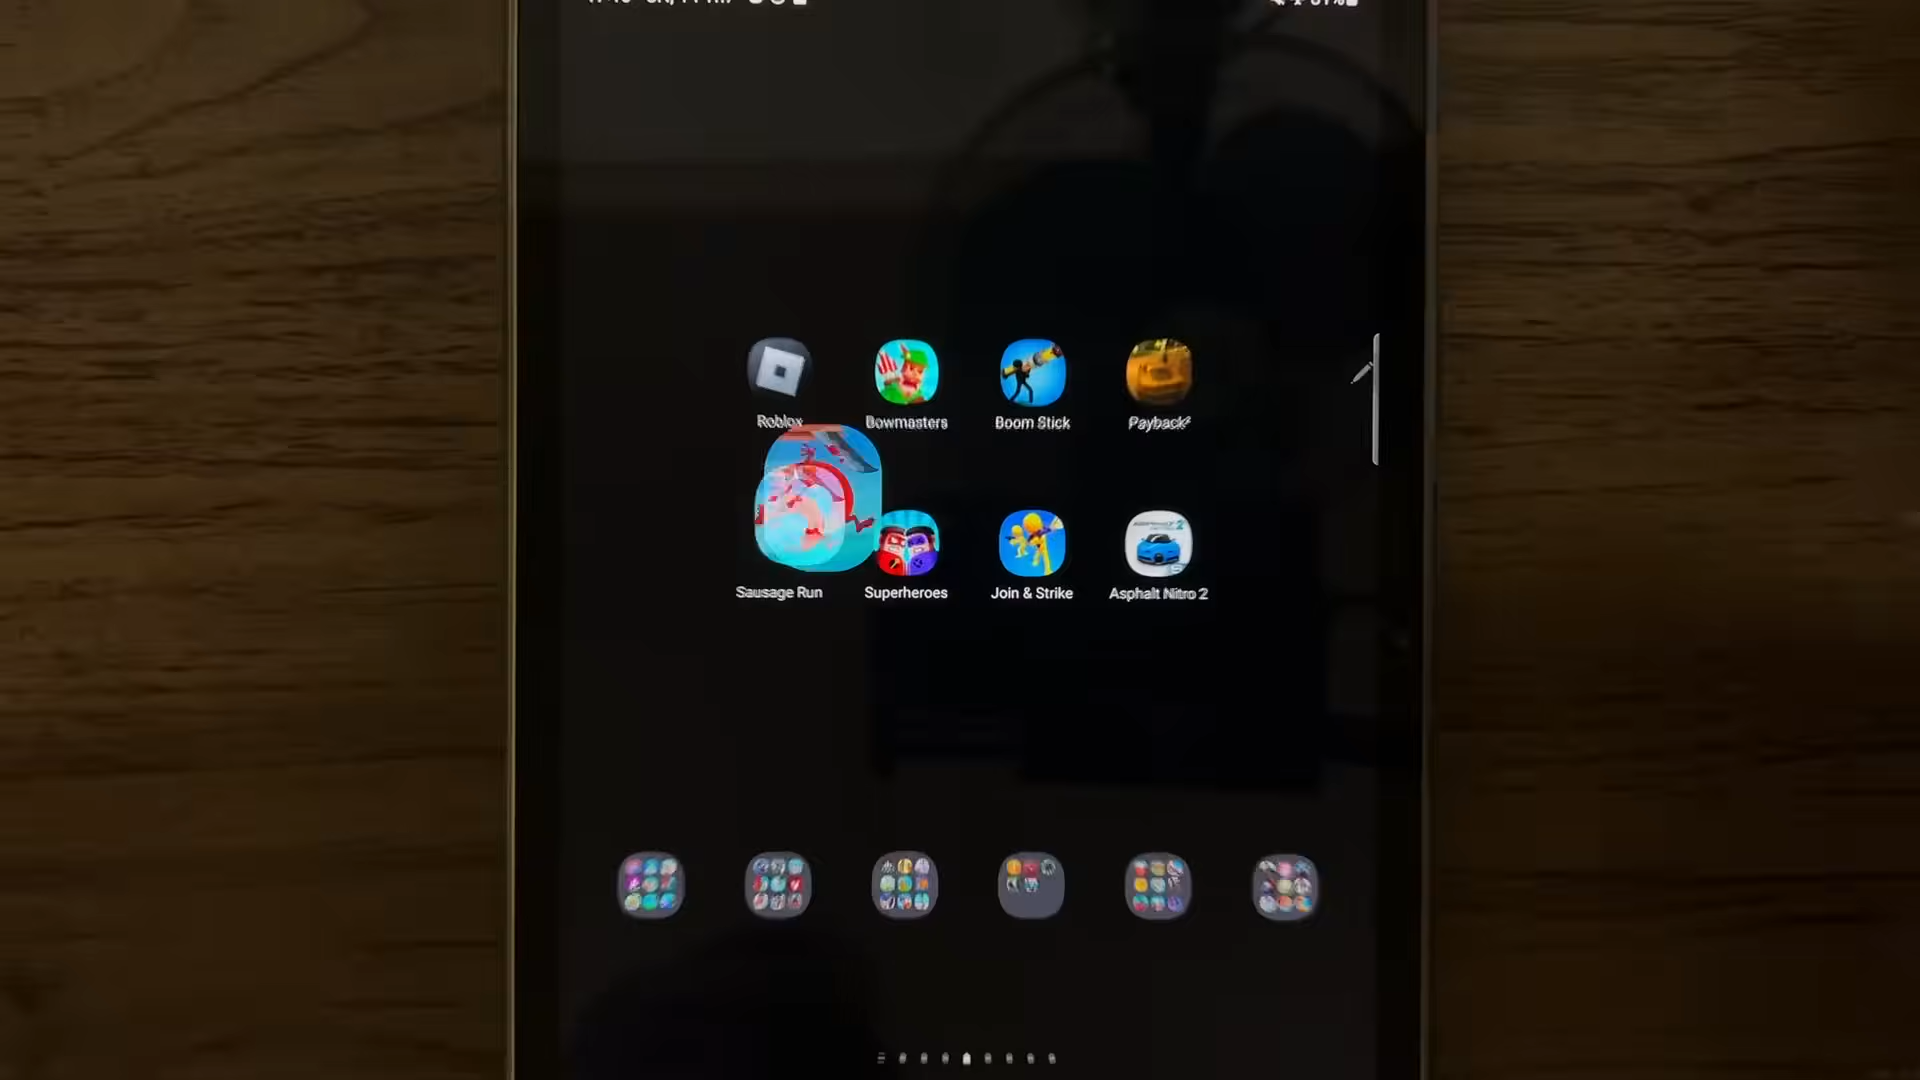 Roblox
Bowmasters
Boom Stick
Payback²
Sausage Run
Superheroes
Join & Strike
Asphalt Nitro 2